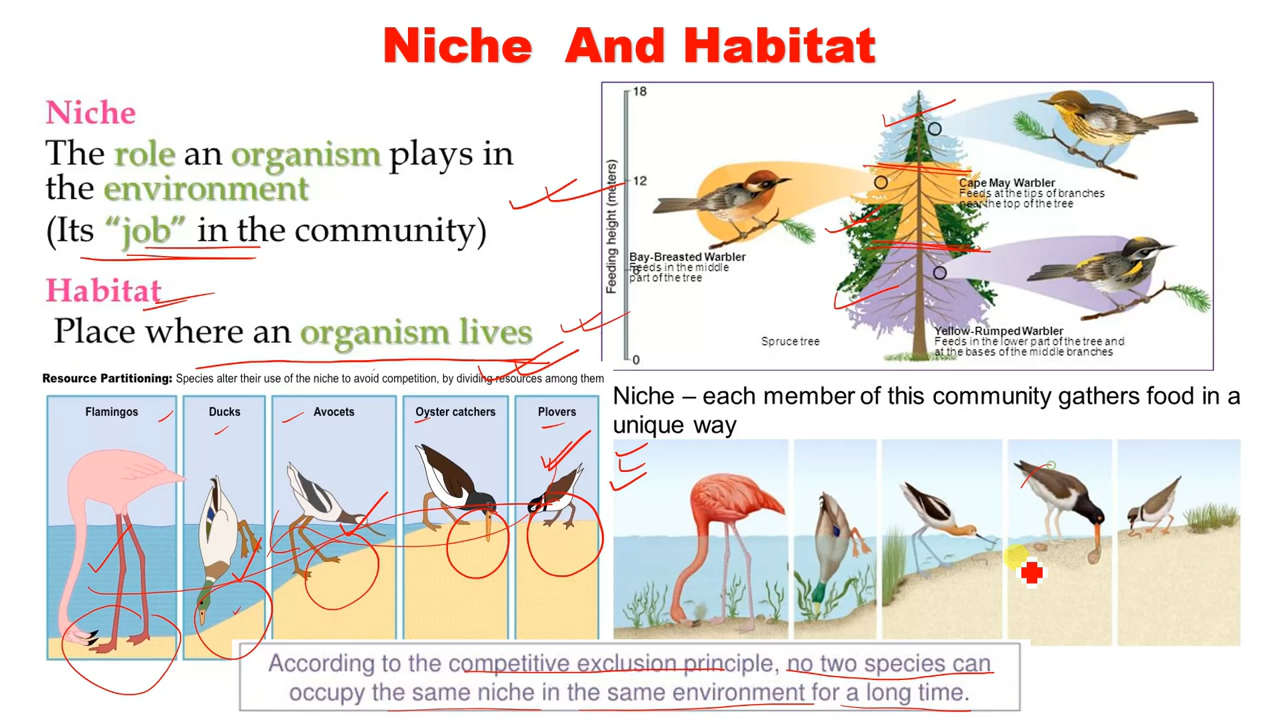 Niche And Habitat
Niche
The role an organism plays in
the environment
(Its “job” in the community)
Habitat
Place where an organism lives
18
12
0
Feeding height (meters)
Cape May Warbler
Feeds at the tips of branches
near the top of the tree
Bay-Breasted Warbler
Feeds in the middle
part of the tree
Spruce tree
Yellow-Rumped Warbler
Feeds in the lower part of the tree and
at the bases of the middle branches
Resource Partitioning: Species alter their use of the niche to avoid competition, by dividing resources among them
Flamingos
Ducks
Avocets
Oyster catchers
Plovers
Niche – each member of this community gathers food in a
unique way
According to the competitive exclusion principle, no two species can
occupy the same niche in the same environment for a long time.